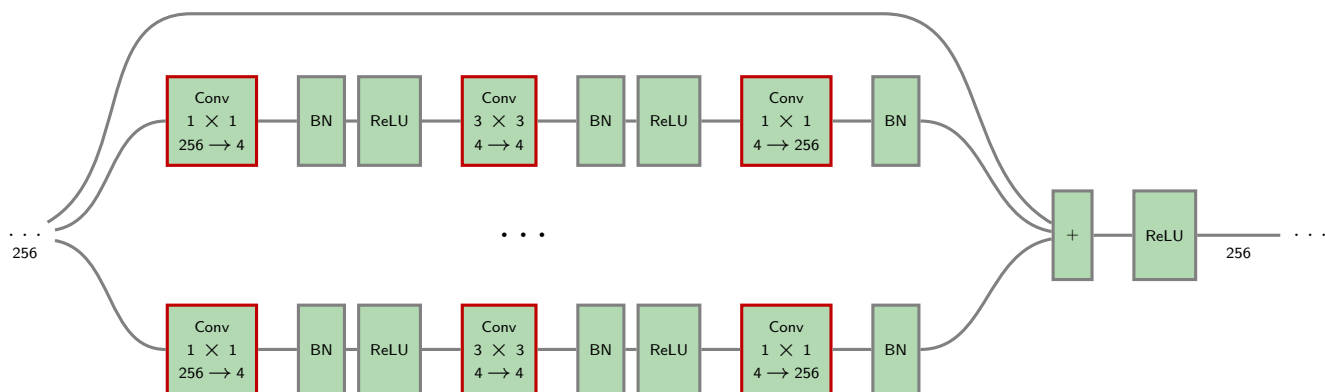 Conv
1 × 1
256 → 4
BN
ReLU
Conv
3 × 3
4 → 4
BN
ReLU
Conv
1 × 1
4 → 256
BN
. . .
256
. . .
+
ReLU
256
. . .
Conv
1 × 1
256 → 4
BN
ReLU
Conv
3 × 3
4 → 4
BN
ReLU
Conv
1 × 1
4 → 256
BN